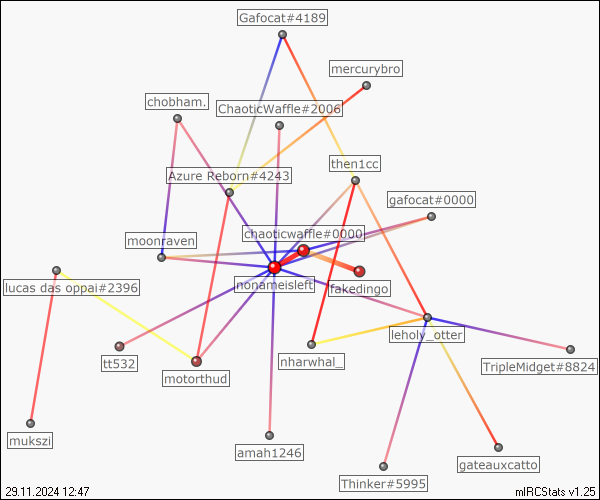 Gafocat#4189
mercurybro
chobham.
ChaoticWaffle#2006
then1cc
Azure Reborn#4243
gafocat#0000
chaoticwaffle#0000
moonraven
nonameisleft
fakedingo
lucas das oppai#2396
leholy_otter
tt532
nharwhal_
TripleMidget#8824
motorthud
mukszi
amah1246
gateauxcatto
Thinker#5995
29.11.2024 12:47
mIRCStats v1.25